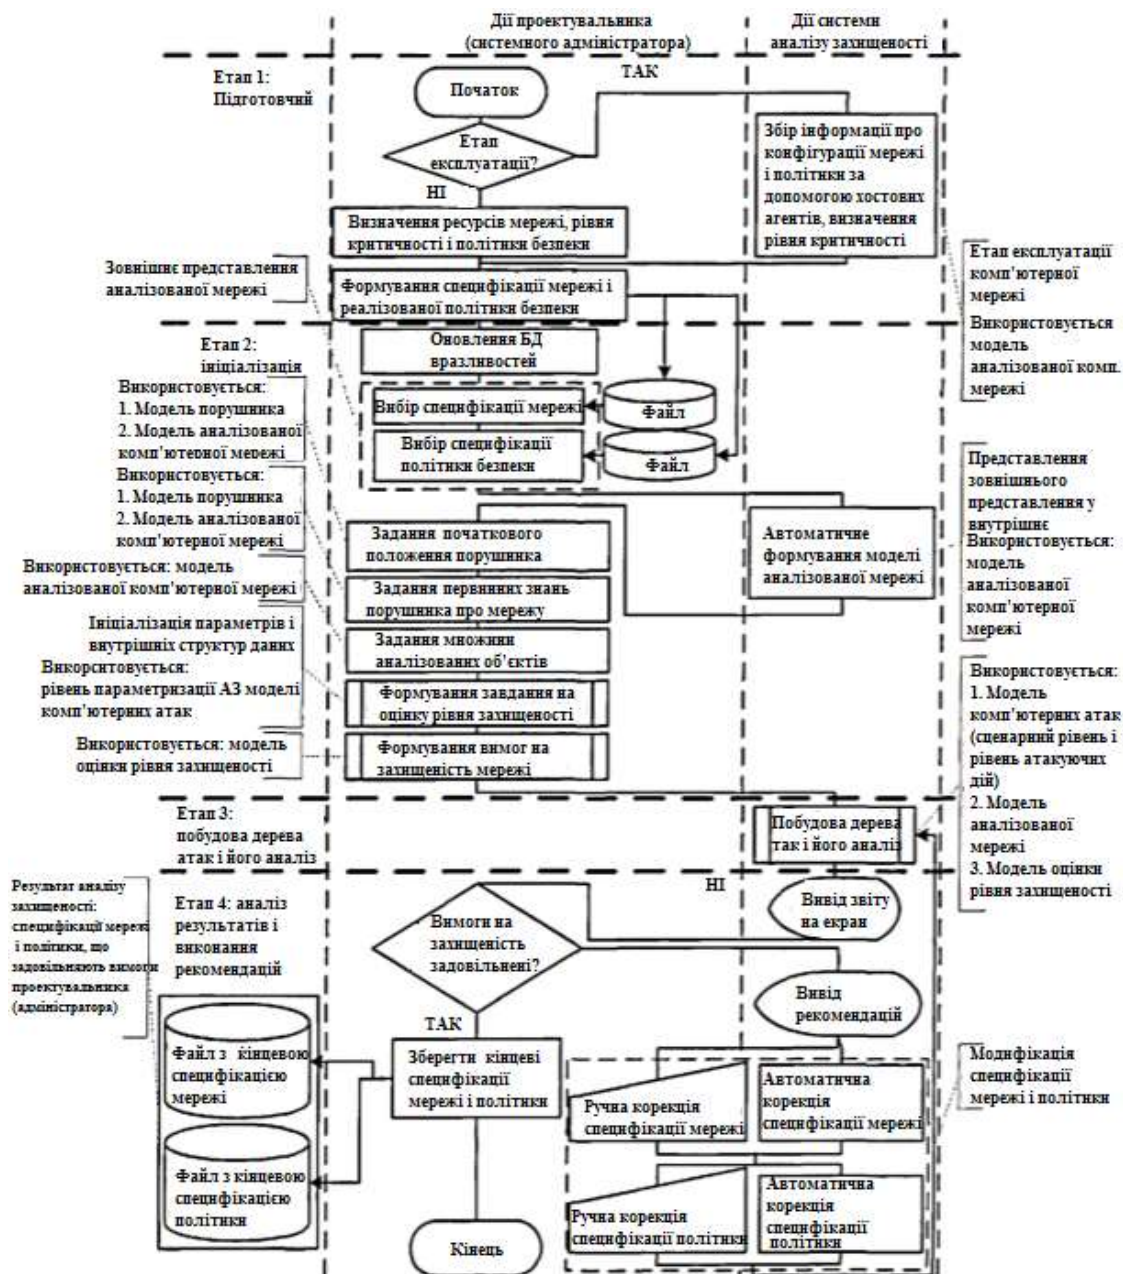 Дії проектувальника
(системного адміністратора)
Дії системи
аналізу захищеності
Етап 1:
Підготовчий
Початок
ТАК
Етап
експлуатації?
НІ
Збір інформації про
конфігурації мережі
і політики за
допомогою хостових
агентів, визначення
рівня критичності
Визначення ресурсів мережі, рівня
критичності і політики безпеки
Зовнішнє представлення
аналізованої мережі
Формування специфікації мережі і
реалізованої політики безпеки
Етап експлуатації
комп'ютерної
мережі
Використовується
модель
аналізованої комп.
мережі
Етап 2:
ініціалізація
Оновлення БД
вразливостей
Використовується:
1. Модель порушника
2. Модель аналізованої
комп'ютерної мережі
Вибір специфікації мережі
Файл
Вибір специфікації
політики безпеки
Файл
Використовується:
1. Модель порушника
2. Модель аналізованої
комп'ютерної мережі
Представлення
зовнішнього
представлення у
внутрішнє
Використовується:
модель
аналізованої
комп'ютерної
мережі
Задання початкового
положення порушника
Автоматичне
формування моделі
аналізованої мережі
Використовується: модель
аналізованої комп'ютерної мережі
Задання первинних знань
порушника про мережу
Ініціалізація параметрів і
внутрішніх структур даних
Викорситовується:
рівень параметризації АЗ моделі
комп'ютерних атак
Задання множини
аналізованих об'єктів
Формування завдання на
оцінку рівня захищеності
Використовується: модель
оцінки рівня захищеності
Формування вимог на
захищеність мережі
Використовується:
1. Модель
комп'ютерних атак
(сценарний рівень і
рівень атакуючих
дій)
2. Модель
аналізованої
мережі
3. Модель оцінки
рівня захищеності
Етап 3:
побудова дерева
атак і його аналіз
Побудова дерева
так і його аналіз
Результат аналізу
захищеності:
специфікації мережі
і політики, що
задовільняють вимоги
проектувальника
(адміністратора)
Етап 4: аналіз
результатів і
виконання
рекомендацій
НІ
Вимоги на
захищеність
задовільнені?
Вивід звіту
на екран
Вивід
рекомендацій
ТАК
Файл з кінцевою
специфікацією
мережі
Зберегти кінцеві
специфікації
мережі і політики
Ручна корекція
специфікації мережі
Автоматична
корекція
специфікації мережі
Модифікація
специфікації
мережі і політики
Файл з кінцевою
специфікацією
політики
Ручна корекція
специфікації політики
Автоматична
корекція
специфікації
політики
Кінець